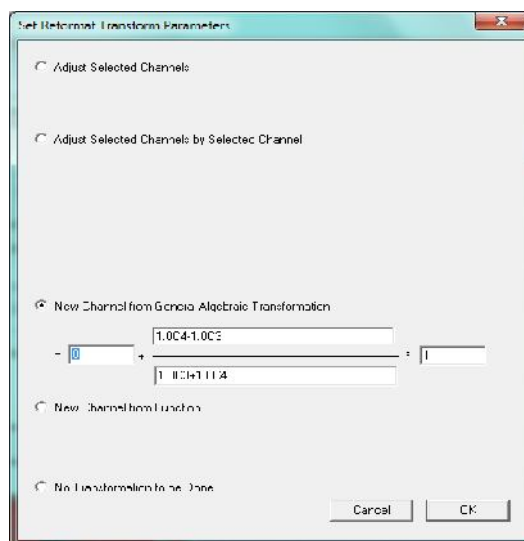 Set Reformat Transform Parameters
Adjust Selected Channels
Adjust Selected Channels by Selected Channel
New Channel from General Algebraic Transformation
1.0C4-1.0C3
= 0 + *
1.0C3+1.0C4
New Channel from Function
No Transformation to be Done
Cancel OK